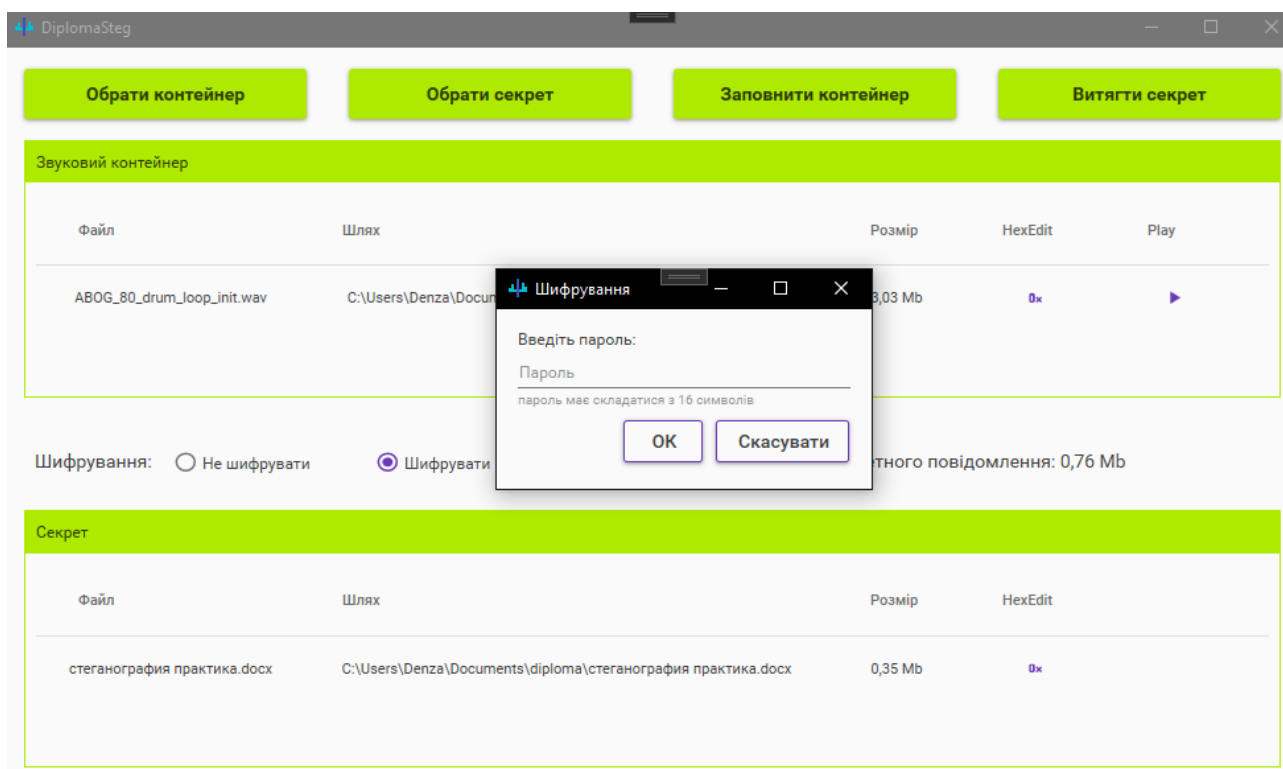 DiplomaSteg
Обрати контейнер Обрати секрет Заповнити контейнер Витягти секрет
Звуковий контейнер
Файл Шлях Розмір HexEdit Play
ABOG_80_drum_loop_init.wav C:\Users\Denza\Docum 3,03 Mb 0x
Шифрування
Введіть пароль:
Пароль
пароль має складатися з 16 символів
ОК Скасувати
Шифрування: Не шифрувати Шифрувати повідомлення: 0,76 Mb
Секрет
Файл Шлях Розмір HexEdit
стеганография практика.docx C:\Users\Denza\Documents\diploma\стеганография практика.docx 0,35 Mb 0x